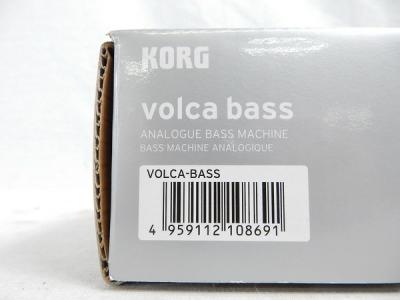 KORG
volca bass
ANALOGUE BASS MACHINE
BASS MACHINE ANALOGIQUE
VOLCA-BASS
4 959112 108691